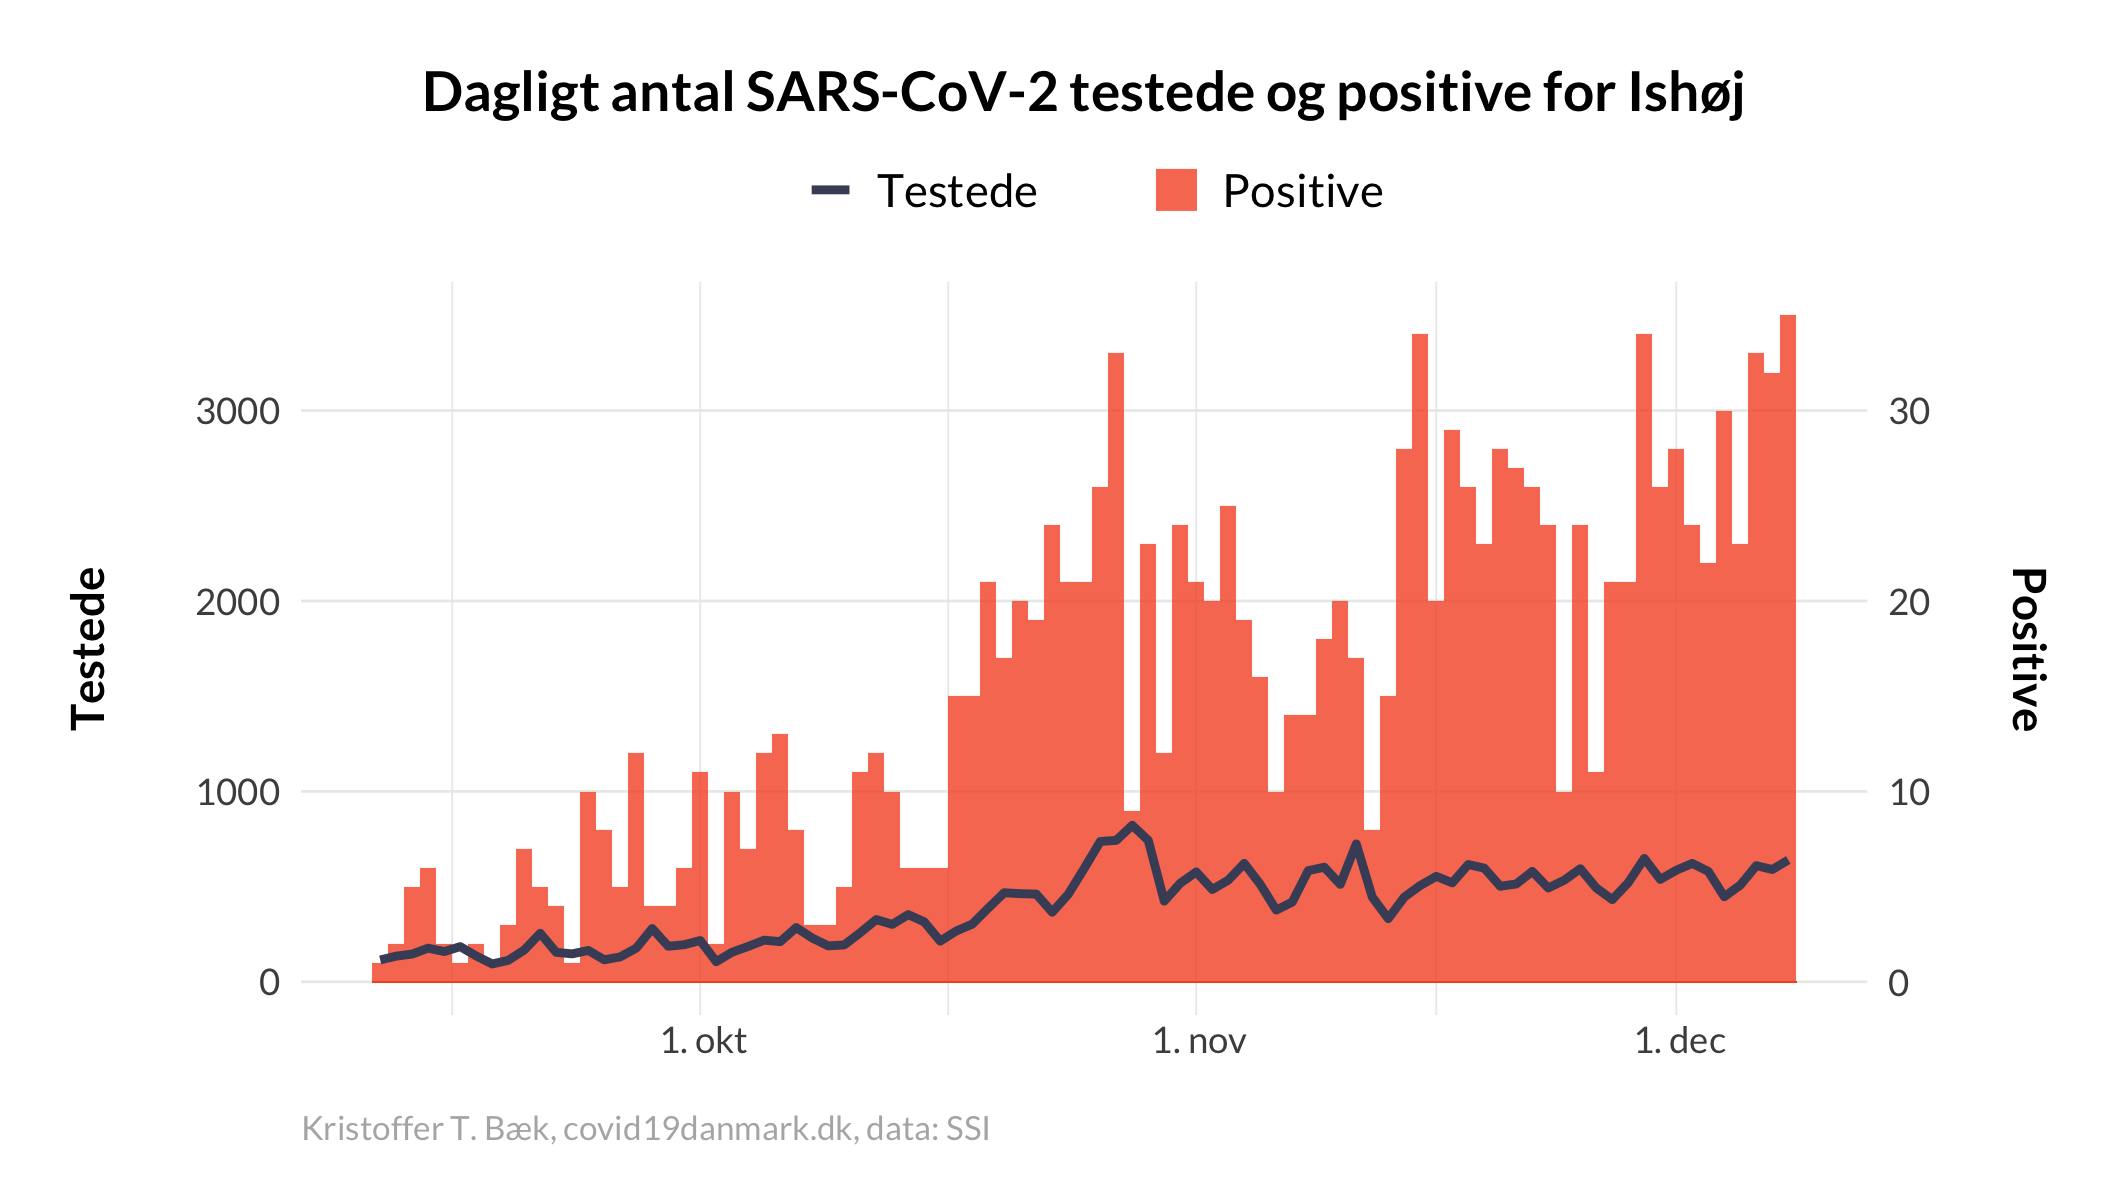 Dagligt antal SARS-CoV-2 testede og positive for Ishøj
Testede
Positive
Testede
3000
2000
1000
0
30
20
10
0
Positive
1. okt
1. nov
1. dec
Kristoffer T. Bæk, covid19danmark.dk, data: SSI